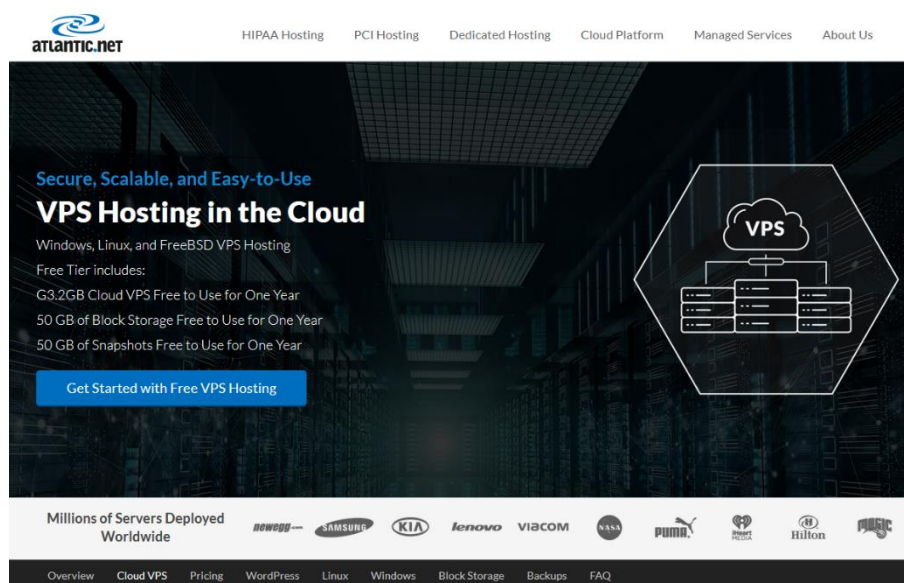 ATLANTIC.NET
HIPAA Hosting PCI Hosting Dedicated Hosting Cloud Platform Managed Services About Us
Secure, Scalable, and Easy-to-Use
VPS Hosting in the Cloud
Windows, Linux, and FreeBSD VPS Hosting
Free Tier includes:
G3.2GB Cloud VPS Free to Use for One Year
50 GB of Block Storage Free to Use for One Year
50 GB of Snapshots Free to Use for One Year
Get Started with Free VPS Hosting
VPS
Millions of Servers Deployed
Worldwide
newegg.com SAMSUNG KIA lenovo VIACOM NASA PUMA iHeart MEDIA Hilton MAGIC
Overview Cloud VPS Pricing WordPress Linux Windows Block Storage Backups FAQ